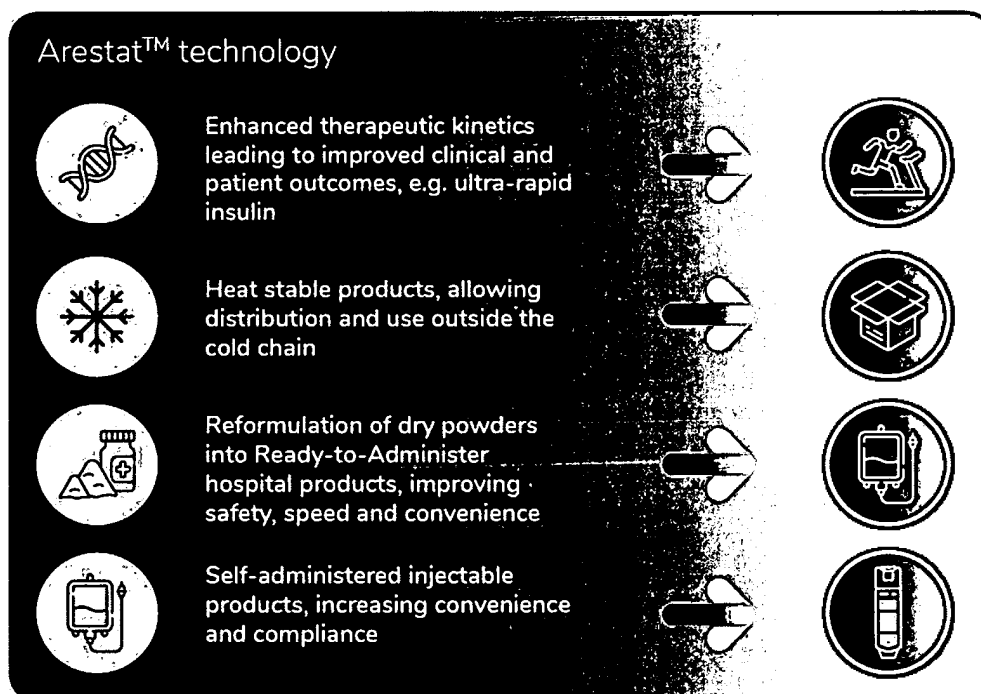 Arestat™ technology
Enhanced therapeutic kinetics
leading to improved clinical and
patient outcomes, e.g. ultra-rapid
insulin
Heat stable products, allowing
distribution and use outside the
cold chain
Reformulation of dry powders
into Ready-to-Administer
hospital products, improving
safety, speed and convenience
Self-administered injectable
products, increasing convenience
and compliance